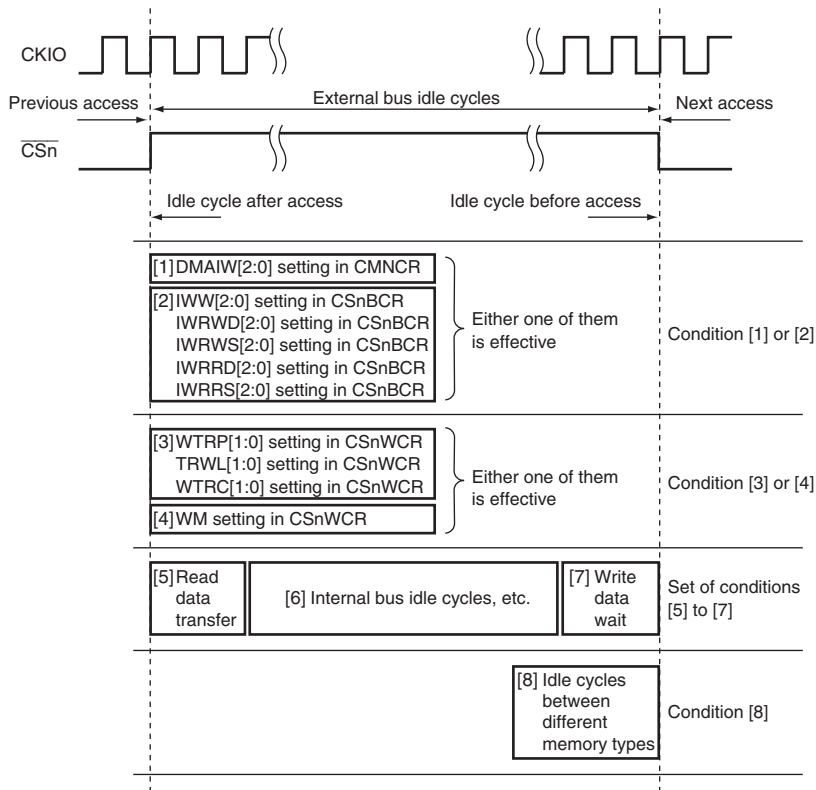 CKIO
Previous access
External bus idle cycles
Next access
CSn
Idle cycle after access
Idle cycle before access
[1]DMAIW[2:0] setting in CMNCR
[2]IWW[2:0] setting in CSnBCR
IWRWD[2:0] setting in CSnBCR
IWRWS[2:0] setting in CSnBCR
IWRRD[2:0] setting in CSnBCR
IWRRS[2:0] setting in CSnBCR
Either one of them
is effective
Condition [1] or [2]
[3]WTRP[1:0] setting in CSnWCR
TRWL[1:0] setting in CSnWCR
WTRC[1:0] setting in CSnWCR
[4]WM setting in CSnWCR
Either one of them
is effective
Condition [3] or [4]
[5]Read
data
transfer
[6] Internal bus idle cycles, etc.
[7] Write
data
wait
Set of conditions
[5] to [7]
[8] Idle cycles
between
different
memory types
Condition [8]